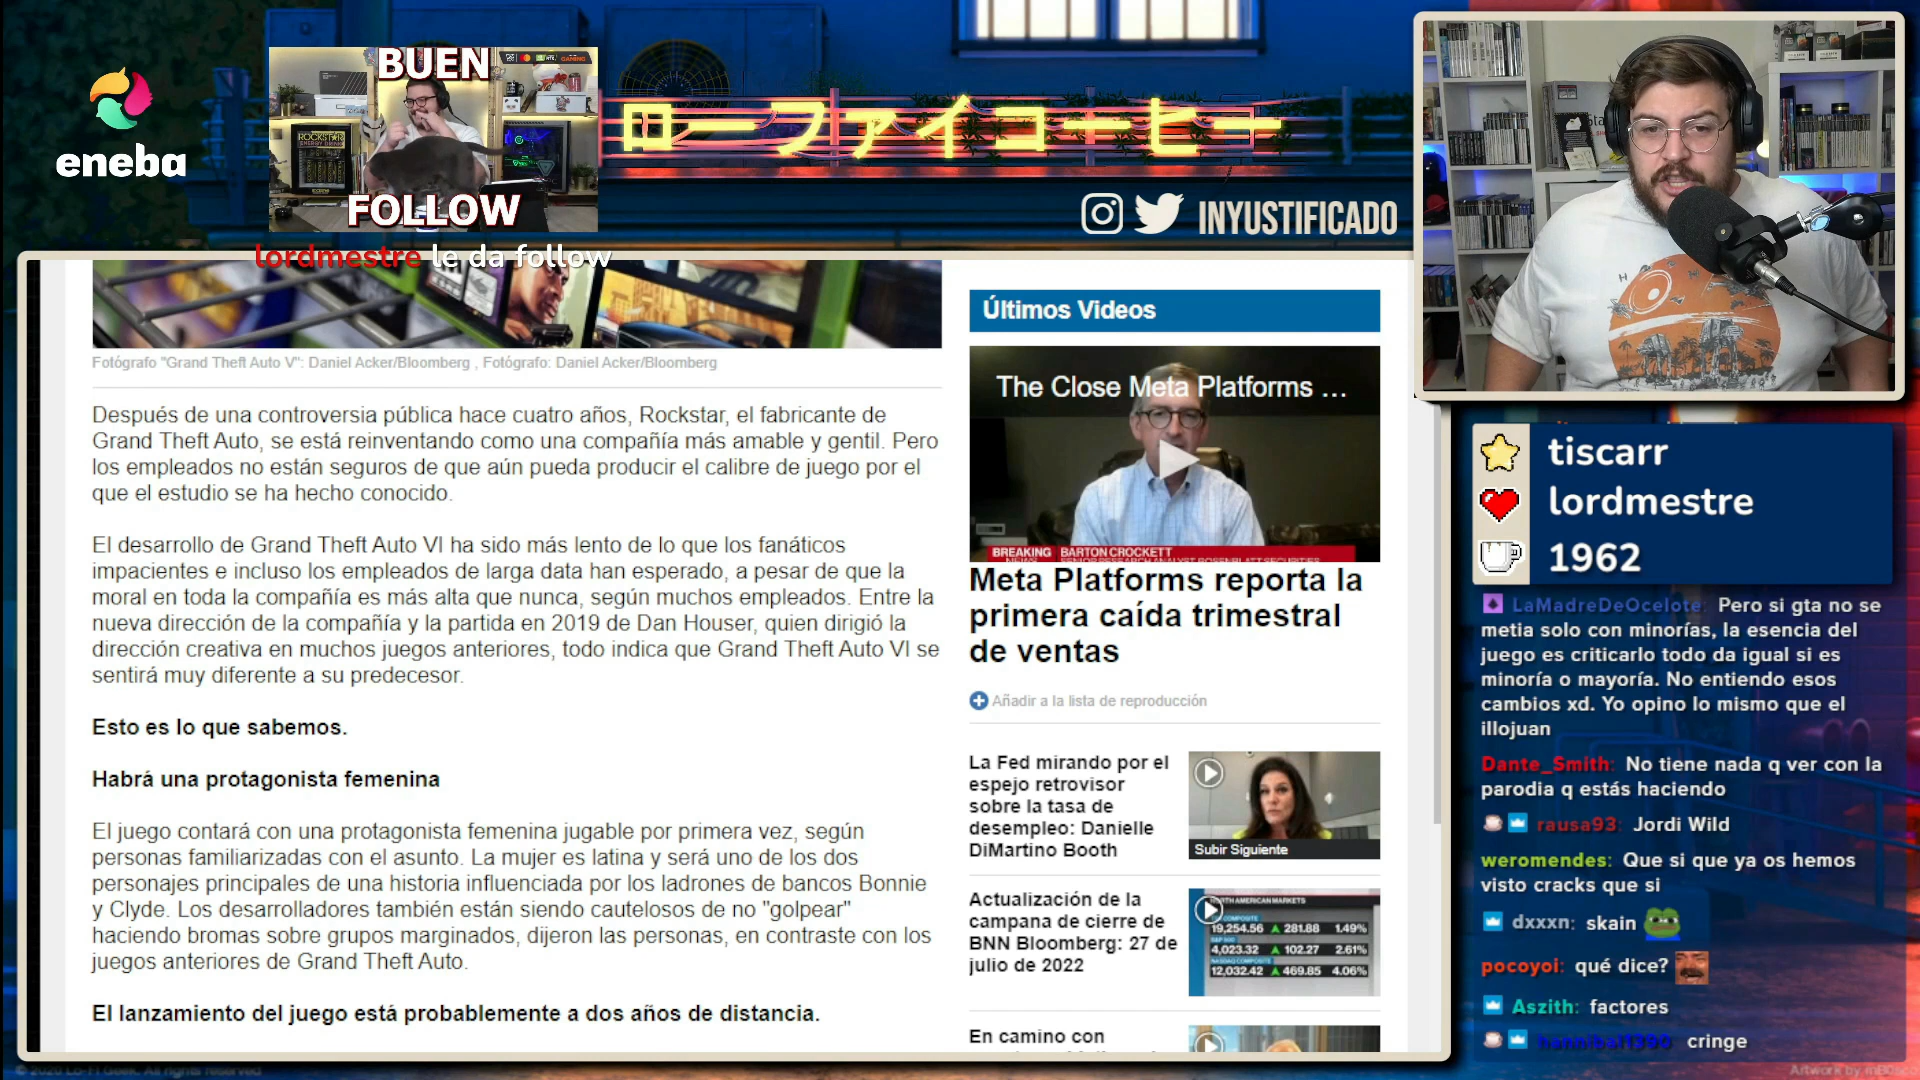 BUEN
FOLLOW
eneba
lordmestre le da follow
ローファイコーヒー
INYUSTIFICADO
Fotógrafo "Grand Theft Auto V": Daniel Acker/Bloomberg , Fotógrafo: Daniel Acker/Bloomberg
Después de una controversia pública hace cuatro años, Rockstar, el fabricante de
Grand Theft Auto, se está reinventando como una compañía más amable y gentil. Pero
los empleados no están seguros de que aún pueda producir el calibre de juego por el
que el estudio se ha hecho conocido.
El desarrollo de Grand Theft Auto VI ha sido más lento de lo que los fanáticos
impacientes e incluso los empleados de larga data han esperado, a pesar de que la
moral en toda la compañía es más alta que nunca, según muchos empleados. Entre la
nueva dirección de la compañía y la partida en 2019 de Dan Houser, quien dirigió la
dirección creativa en muchos juegos anteriores, todo indica que Grand Theft Auto VI se
sentirá muy diferente a su predecesor.
Esto es lo que sabemos.
Habrá una protagonista femenina
El juego contará con una protagonista femenina jugable por primera vez, según
personas familiarizadas con el asunto. La mujer es latina y será uno de los dos
personajes principales de una historia influenciada por los ladrones de bancos Bonnie
y Clyde. Los desarrolladores también están siendo cautelosos de no "golpear"
haciendo bromas sobre grupos marginados, dijeron las personas, en contraste con los
juegos anteriores de Grand Theft Auto.
El lanzamiento del juego está probablemente a dos años de distancia.
Últimos Videos
The Close Meta Platforms ...
BREAKING NEWS
BARTON CROCKETT
SENIOR RESEARCH ANALYST ROSENBLATT SECURITIES
Meta Platforms reporta la
primera caída trimestral
de ventas
Añadir a la lista de reproducción
La Fed mirando por el
espejo retrovisor
sobre la tasa de
desempleo: Danielle
DiMartino Booth
Subir Siguiente
Actualización de la
campana de cierre de
BNN Bloomberg: 27 de
julio de 2022
NORTH AMERICAN MARKETS
19,254.56 ▲ 281.88 1.49%
4,023.32 ▲ 102.27 2.61%
NASDAQ COMPOSITE
12,032.42 ▲ 469.85 4.06%
En camino con
tiscarr
lordmestre
1962
LaMadreDeOcelote: Pero si gta no se
metia solo con minorías, la esencia del
juego es criticarlo todo da igual si es
minoría o mayoría. No entiendo esos
cambios xd. Yo opino lo mismo que el
illojuan
Dante_Smith: No tiene nada q ver con la
parodia q estás haciendo
rausa93: Jordi Wild
weromendes: Que si que ya os hemos
visto cracks que si
dxxxn: skain
pocoyoi: qué dice?
Aszith: factores
hannibal1390 cringe
© 2020 Lo-Fi Geek. All rights reserved